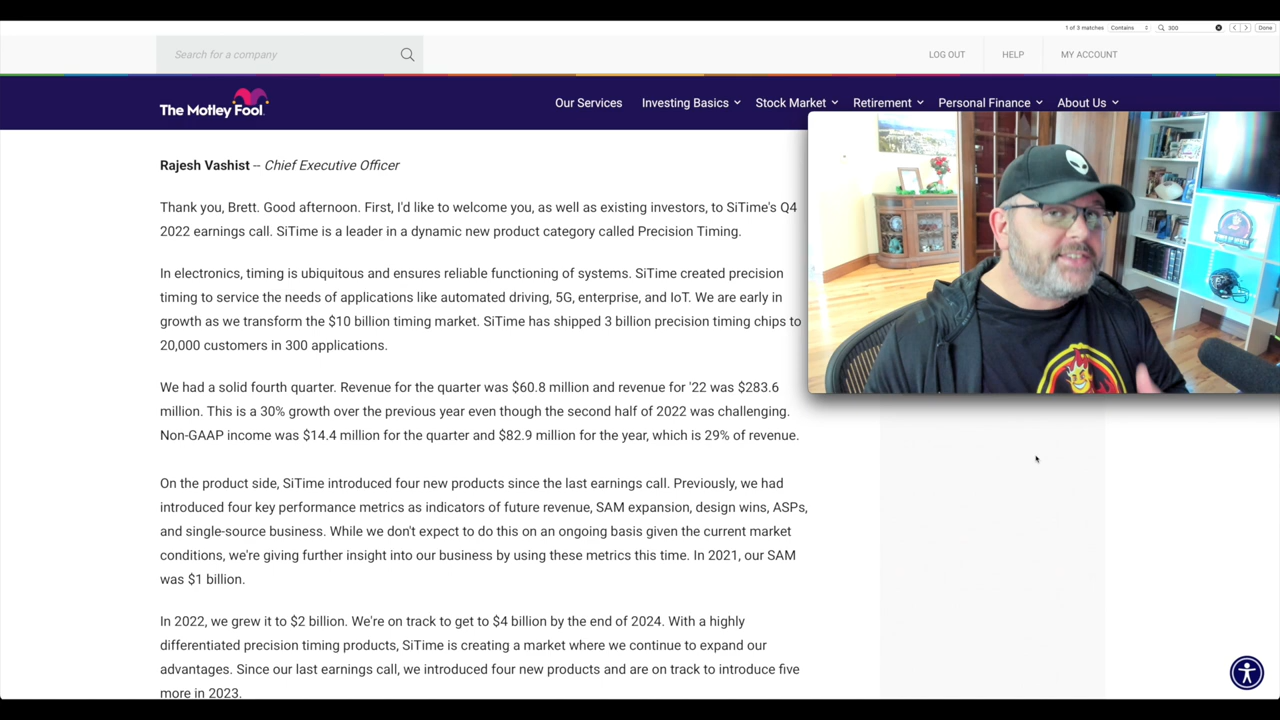 1 of 3 matches Contains 300 Done
Search for a company
LOG OUT HELP MY ACCOUNT
The Motley Fool.
Our Services Investing Basics Stock Market Retirement Personal Finance About Us
Rajesh Vashist -- Chief Executive Officer
Thank you, Brett. Good afternoon. First, I'd like to welcome you, as well as existing investors, to SiTime's Q4
2022 earnings call. SiTime is a leader in a dynamic new product category called Precision Timing.
In electronics, timing is ubiquitous and ensures reliable functioning of systems. SiTime created precision
timing to service the needs of applications like automated driving, 5G, enterprise, and IoT. We are early in
growth as we transform the $10 billion timing market. SiTime has shipped 3 billion precision timing chips to
20,000 customers in 300 applications.
We had a solid fourth quarter. Revenue for the quarter was $60.8 million and revenue for '22 was $283.6
million. This is a 30% growth over the previous year even though the second half of 2022 was challenging.
Non-GAAP income was $14.4 million for the quarter and $82.9 million for the year, which is 29% of revenue.
On the product side, SiTime introduced four new products since the last earnings call. Previously, we had
introduced four key performance metrics as indicators of future revenue, SAM expansion, design wins, ASPs,
and single-source business. While we don't expect to do this on an ongoing basis given the current market
conditions, we're giving further insight into our business by using these metrics this time. In 2021, our SAM
was $1 billion.
In 2022, we grew it to $2 billion. We're on track to get to $4 billion by the end of 2024. With a highly
differentiated precision timing products, SiTime is creating a market where we continue to expand our
advantages. Since our last earnings call, we introduced four new products and are on track to introduce five
more in 2023.